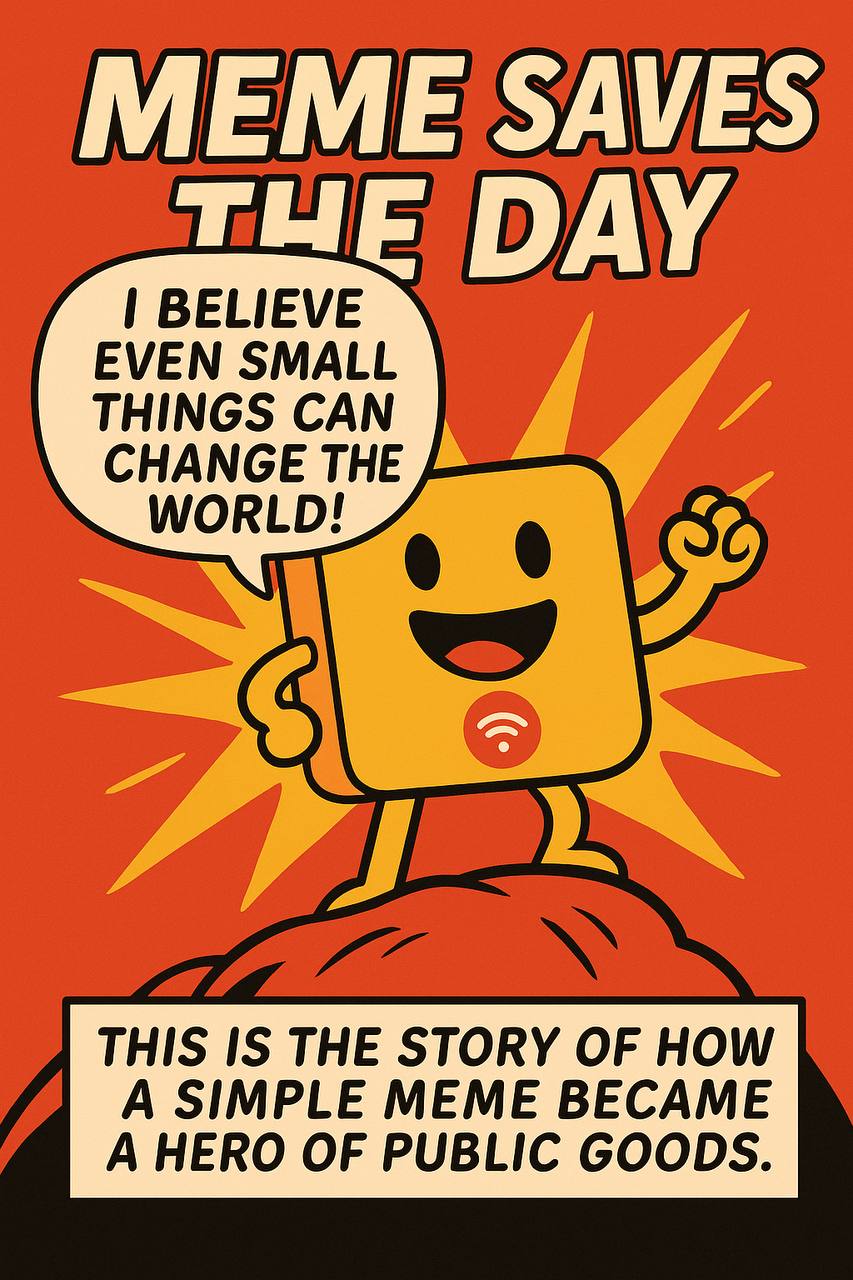 MEME SAVES
THE DAY
I BELIEVE
EVEN SMALL
THINGS CAN
CHANGE THE
WORLD!
THIS IS THE STORY OF HOW
A SIMPLE MEME BECAME
A HERO OF PUBLIC GOODS.